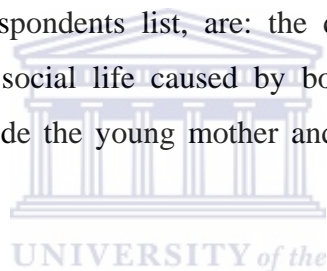 spondents list, are: the
social life caused by bo
de the young mother and
UNIVERSITY of the